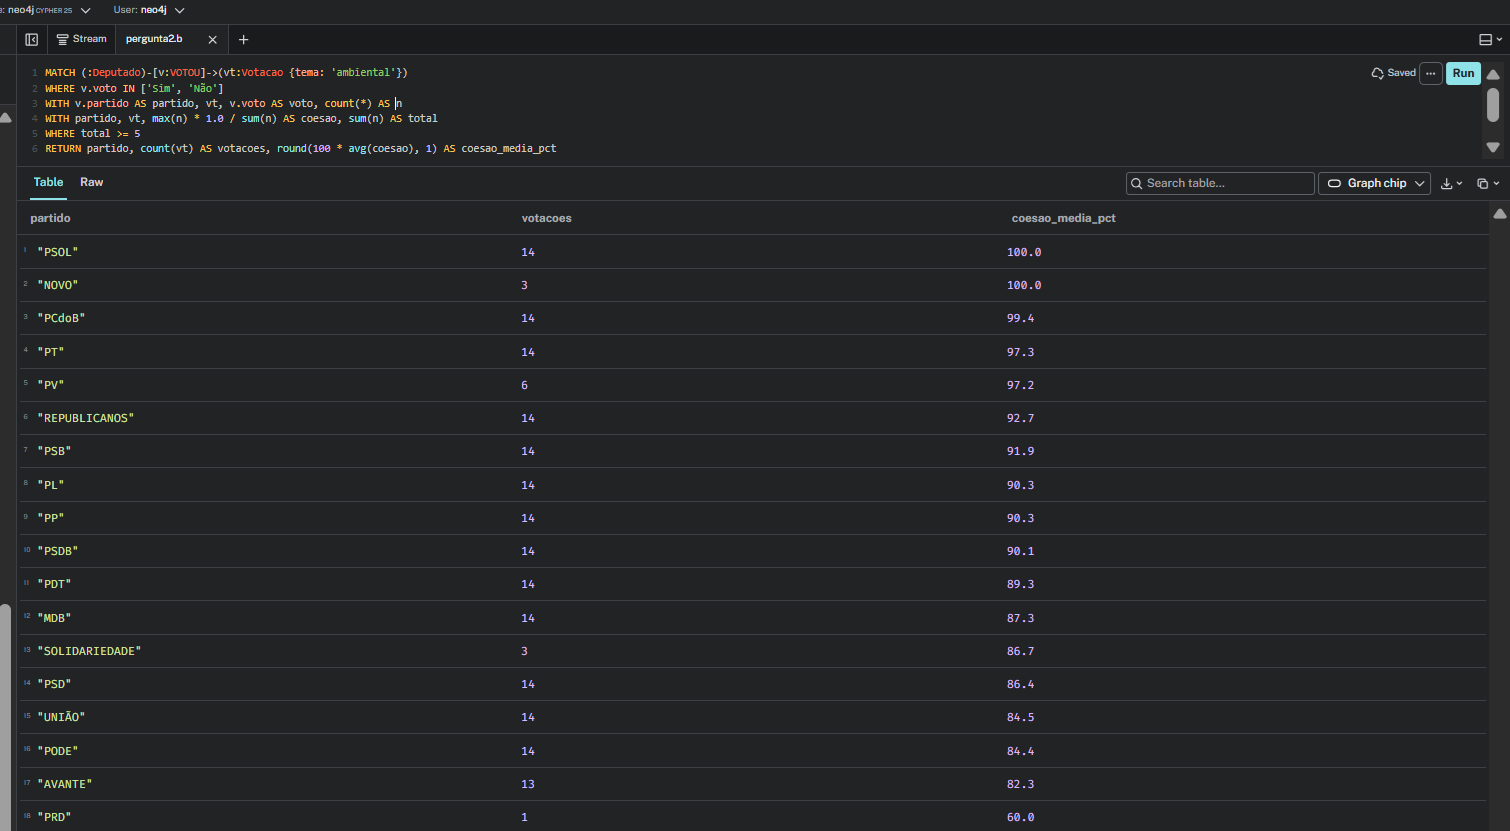 e: neo4j CYPHER 25 User: neo4j
Stream pergunta2.b
1 MATCH (:Deputado)-[v:VOTOU]->(vt:Votacao {tema: 'ambiental'})
2 WHERE v.voto IN ['Sim', 'Não']
3 WITH v.partido AS partido, vt, v.voto AS voto, count(*) AS n
4 WITH partido, vt, max(n) * 1.0 / sum(n) AS coesao, sum(n) AS total
5 WHERE total >= 5
6 RETURN partido, count(vt) AS votacoes, round(100 * avg(coesao), 1) AS coesao_media_pct
Saved ... Run
Table Raw
Search table... Graph chip
partido votacoes coesao_media_pct
1 "PSOL" 14 100.0
2 "NOVO" 3 100.0
3 "PCdoB" 14 99.4
4 "PT" 14 97.3
5 "PV" 6 97.2
6 "REPUBLICANOS" 14 92.7
7 "PSB" 14 91.9
8 "PL" 14 90.3
9 "PP" 14 90.3
10 "PSDB" 14 90.1
11 "PDT" 14 89.3
12 "MDB" 14 87.3
13 "SOLIDARIEDADE" 3 86.7
14 "PSD" 14 86.4
15 "UNIÃO" 14 84.5
16 "PODE" 14 84.4
17 "AVANTE" 13 82.3
18 "PRD" 1 60.0